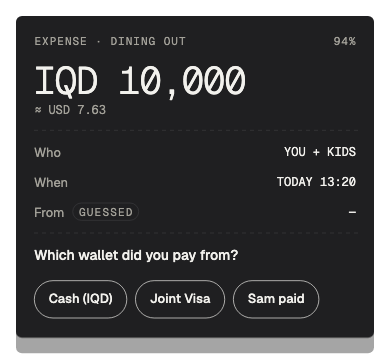 EXPENSE · DINING OUT 94%
IQD 10,000
≈ USD 7.63
Who YOU + KIDS
When TODAY 13:20
From GUESSED –
Which wallet did you pay from?
Cash (IQD) Joint Visa Sam paid